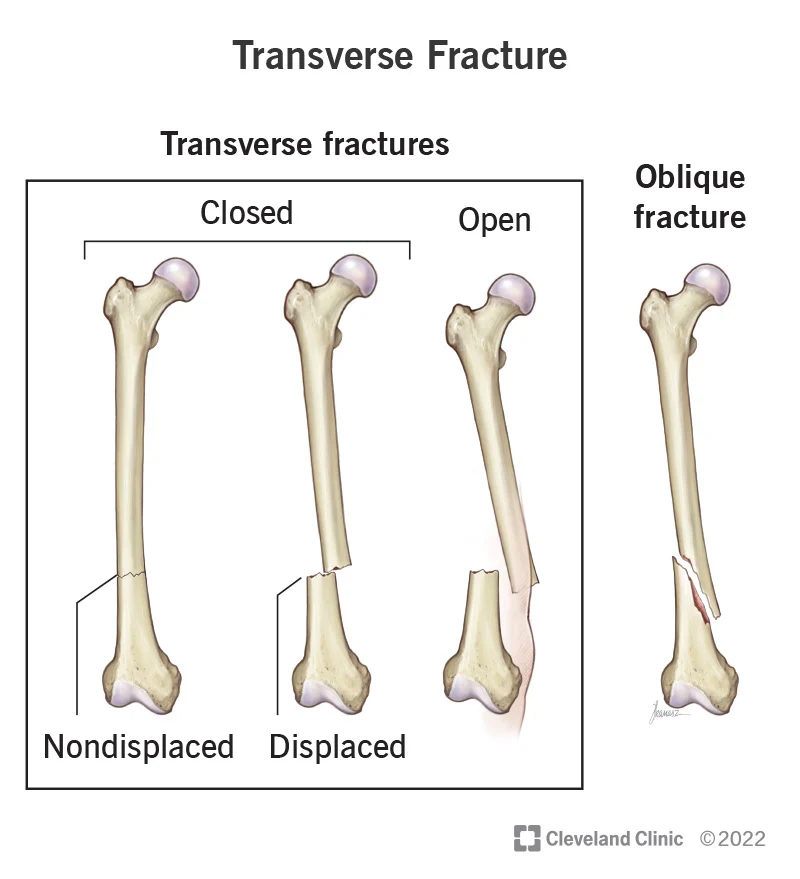 Transverse Fracture
Transverse fractures
Closed
Open
Nondisplaced
Displaced
Oblique
fracture
Cleveland Clinic ©2022